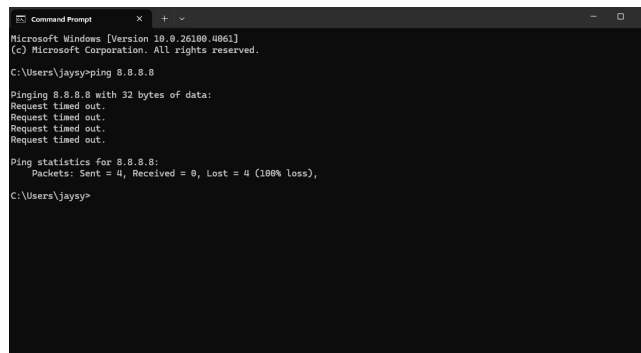 Command Prompt
Microsoft Windows [Version 10.0.26100.4061]
(c) Microsoft Corporation. All rights reserved.
C:\Users\jaysy>ping 8.8.8.8
Pinging 8.8.8.8 with 32 bytes of data:
Request timed out.
Request timed out.
Request timed out.
Request timed out.
Ping statistics for 8.8.8.8:
    Packets: Sent = 4, Received = 0, Lost = 4 (100% loss),
C:\Users\jaysy>